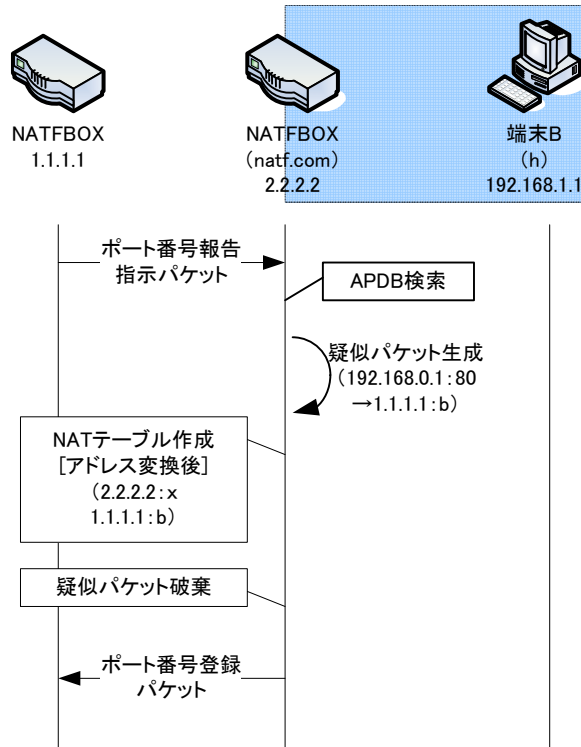 NATFBOX
1.1.1.1
NATFBOX
(natf.com)
2.2.2.2
端末B
(h)
192.168.1.1
ポート番号報告
指示パケット
APDB検索
疑似パケット生成
(192.168.0.1:80
→1.1.1.1:b)
NATテーブル作成
[アドレス変換後]
(2.2.2.2:x
1.1.1.1:b)
疑似パケット破棄
ポート番号登録
パケット